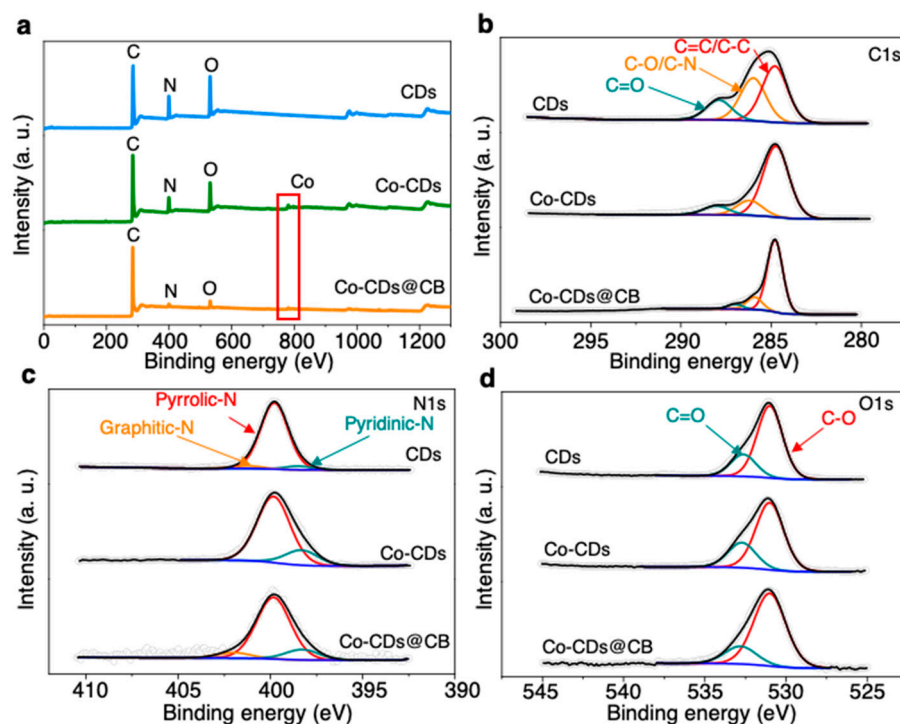 a
C
N
O
CDs
C
N
O
Co
Co-CDs
C
N
O
Co-CDs@CB
Intensity (a. u.)
0 200 400 600 800 1000 1200
Binding energy (eV)
b
C1s
C=C/C-C
C-O/C-N
C=O
CDs
Co-CDs
Co-CDs@CB
Intensity (a. u.)
300 295 290 285 280
Binding energy (eV)
c
N1s
Pyrrolic-N
Graphitic-N
Pyridinic-N
CDs
Co-CDs
Co-CDs@CB
Intensity (a. u.)
410 405 400 395 390
Binding energy (eV)
d
O1s
C=O
C-O
CDs
Co-CDs
Co-CDs@CB
Intensity (a. u.)
545 540 535 530 525
Binding energy (eV)